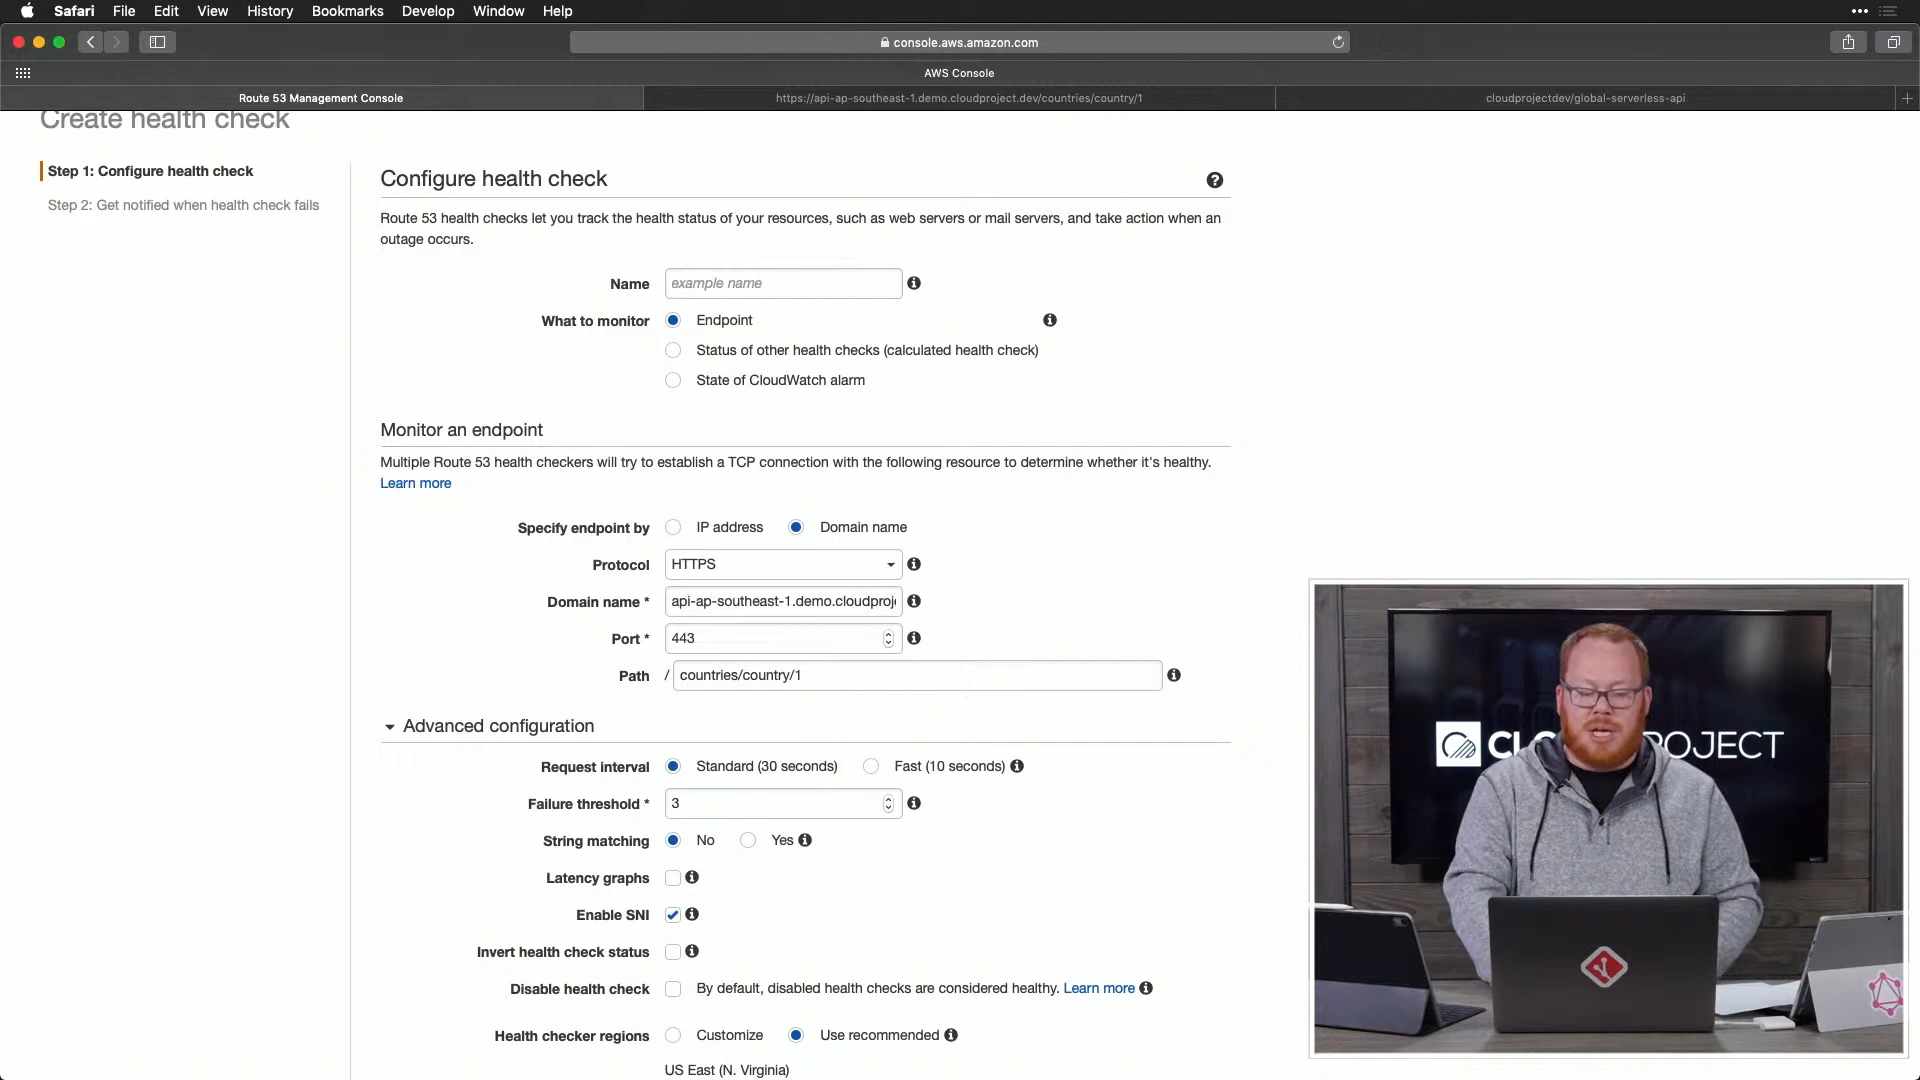 Safari File Edit View History Bookmarks Develop Window Help
console.aws.amazon.com
AWS Console
Route 53 Management Console
https://api-ap-southeast-1.demo.cloudproject.dev/countries/country/1
cloudprojectdev/global-serverless-api
Create health check
Step 1: Configure health check
Step 2: Get notified when health check fails
Configure health check
Route 53 health checks let you track the health status of your resources, such as web servers or mail servers, and take action when an
outage occurs.
Name example name
What to monitor Endpoint
Status of other health checks (calculated health check)
State of CloudWatch alarm
Monitor an endpoint
Multiple Route 53 health checkers will try to establish a TCP connection with the following resource to determine whether it's healthy.
Learn more
Specify endpoint by IP address Domain name
Protocol HTTPS
Domain name * api-ap-southeast-1.demo.cloudproj
Port * 443
Path / countries/country/1
Advanced configuration
Request interval Standard (30 seconds) Fast (10 seconds)
Failure threshold * 3
String matching No Yes
Latency graphs
Enable SNI
Invert health check status
Disable health check By default, disabled health checks are considered healthy. Learn more
Health checker regions Customize Use recommended
US East (N. Virginia)
CL ROJECT